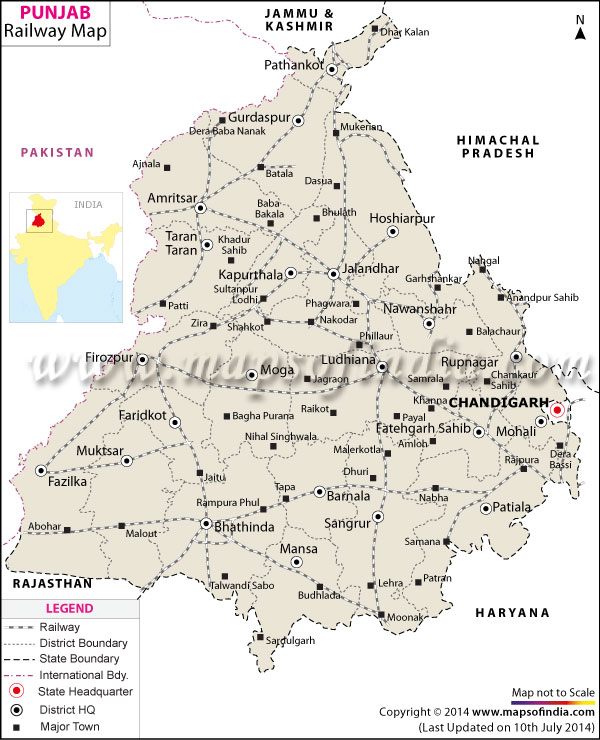 PUNJAB
Railway Map
JAMMU &
KASHMIR
N
Dhar Kalan
Pathankot
Gurdaspur
Dera Baba Nanak
Mukerian
PAKISTAN
HIMACHAL
PRADESH
Ajnala
Batala
Dasua
Amritsar
Baba
Bakala
Bhulath
Hoshiarpur
INDIA
Taran
Taran
Khadur
Sahib
Nangal
Kapurthala
Jalandhar
Garhshankar
Sultanpur
Lodhi
Anandpur Sahib
Patti
Phagwara
Nawanshahr
Zira
Shahkot
Nakodar
Balachaur
Phillaur
Firozpur
Ludhiana
Rupnagar
www.mapsofindia.com
Moga
Jagraon
Samrala
Chamkaur
Sahib
Khanna
CHANDIGARH
Faridkot
Bagha Purana
Raikot
Payal
Fatehgarh Sahib
Mohali
Nihal Singhwala
Amloh
Muktsar
Malerkotla
Dera
Bassi
Fazilka
Jaitu
Dhuri
Rajpura
Tapa
Barnala
Nabha
Rampura Phul
Patiala
Abohar
Malout
Bhathinda
Sangrur
Samana
Mansa
RAJASTHAN
Talwandi Sabo
Budhlada
Lehra
Patran
Moonak
HARYANA
Sardulgarh
LEGEND
Railway
District Boundary
State Boundary
International Bdy.
State Headquarter
District HQ
Major Town
Map not to Scale
Copyright © 2014 www.mapsofindia.com
(Last Updated on 10th July 2014)